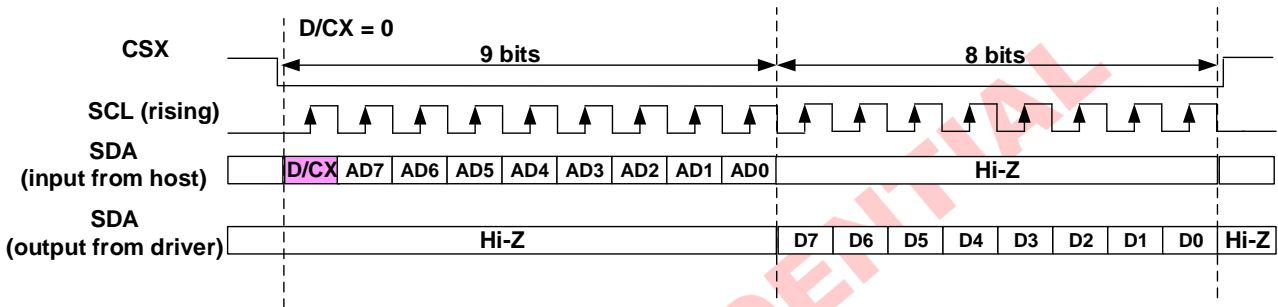 D/CX = 0
CSX
9 bits
8 bits
SCL (rising)
SDA
(input from host)
D/CX AD7 AD6 AD5 AD4 AD3 AD2 AD1 AD0
Hi-Z
SDA
(output from driver)
Hi-Z
D7 D6 D5 D4 D3 D2 D1 D0 Hi-Z
ENTIAL